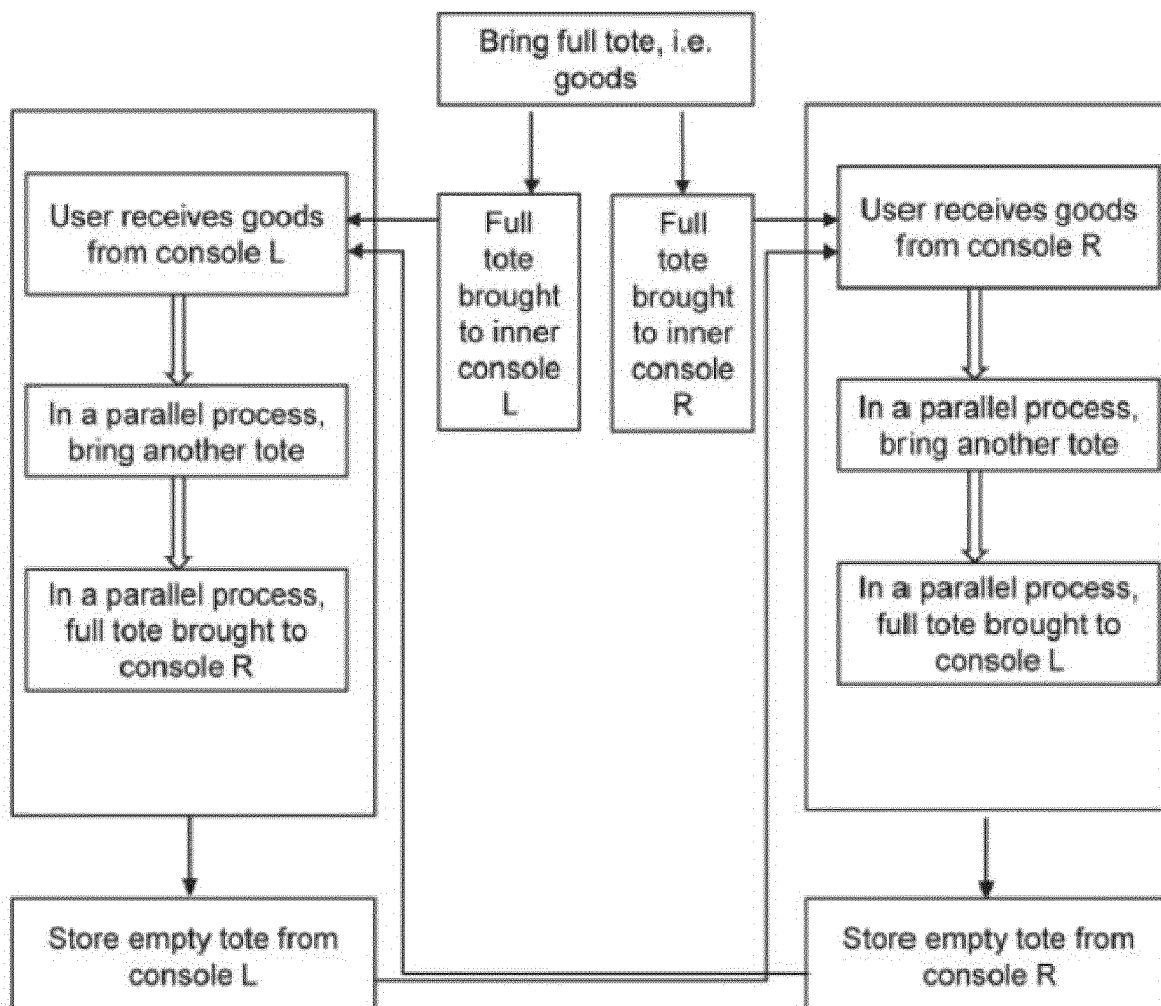 Bring full tote, i.e.
goods
User receives goods
from console L
In a parallel process,
bring another tote
In a parallel process,
full tote brought to
console R
Store empty tote from
console L
Full
tote
brought
to inner
console
L
Full
tote
brought
to inner
console
R
User receives goods
from console R
In a parallel process,
bring another tote
In a parallel process,
full tote brought to
console L
Store empty tote from
console R